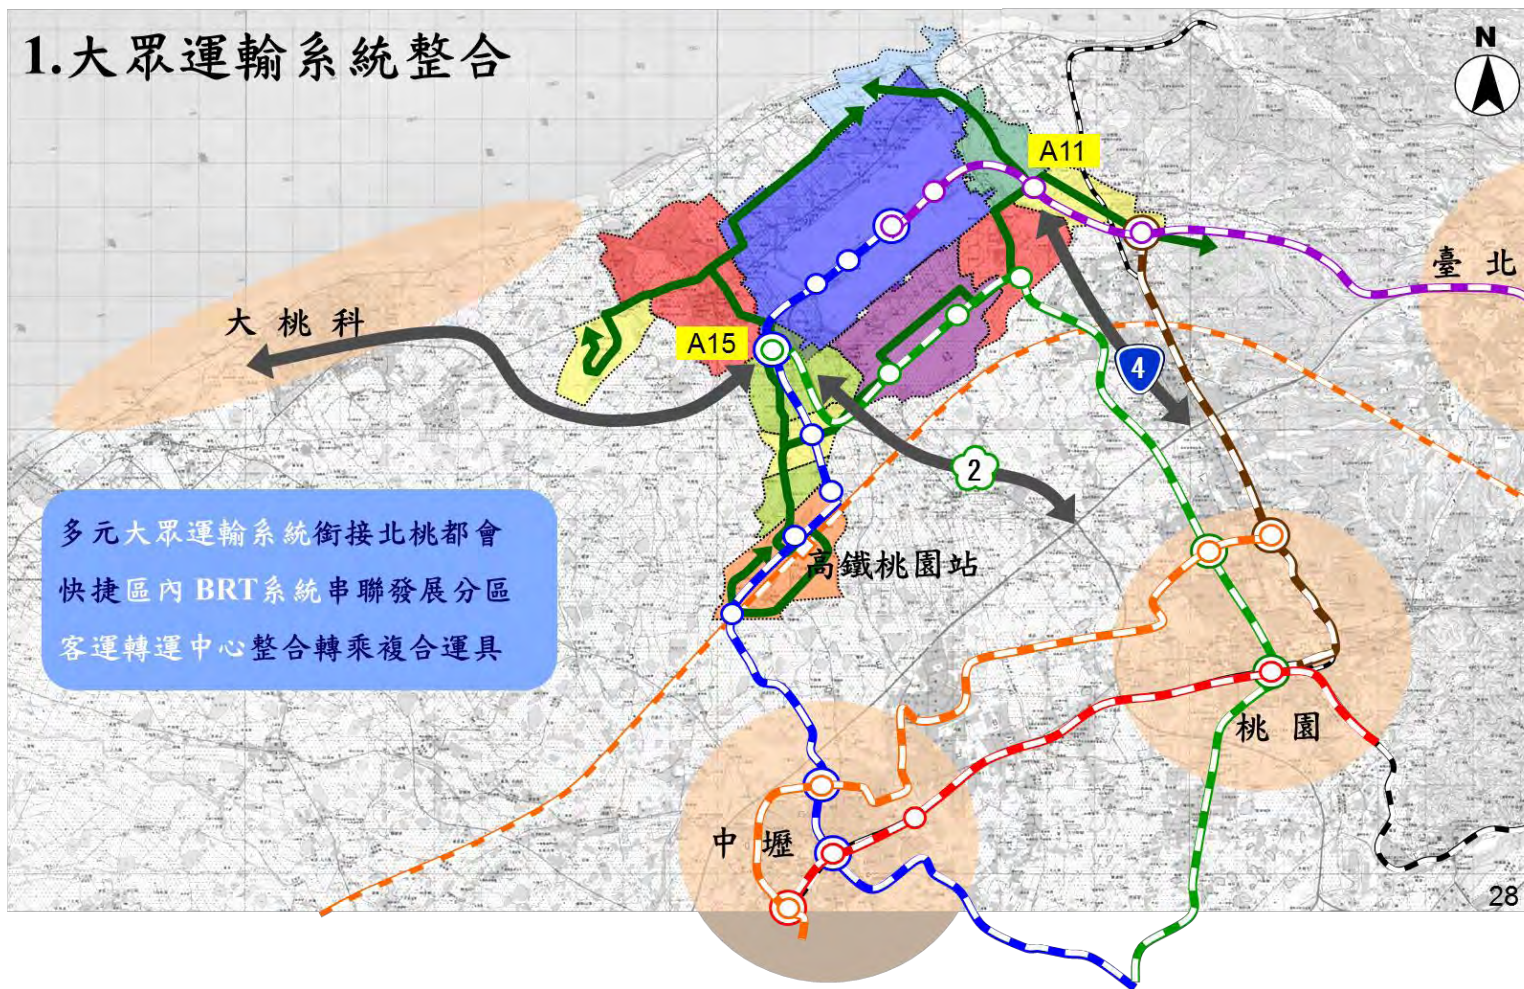 1.大眾運輸系統整合
N
A11
臺北
大桃科
A15
4
2
多元大眾運輸系統銜接北桃都會
快捷區內 BRT系統串聯發展分區
客運轉運中心整合轉乘複合運具
高鐵桃園站
桃園
中壢
28